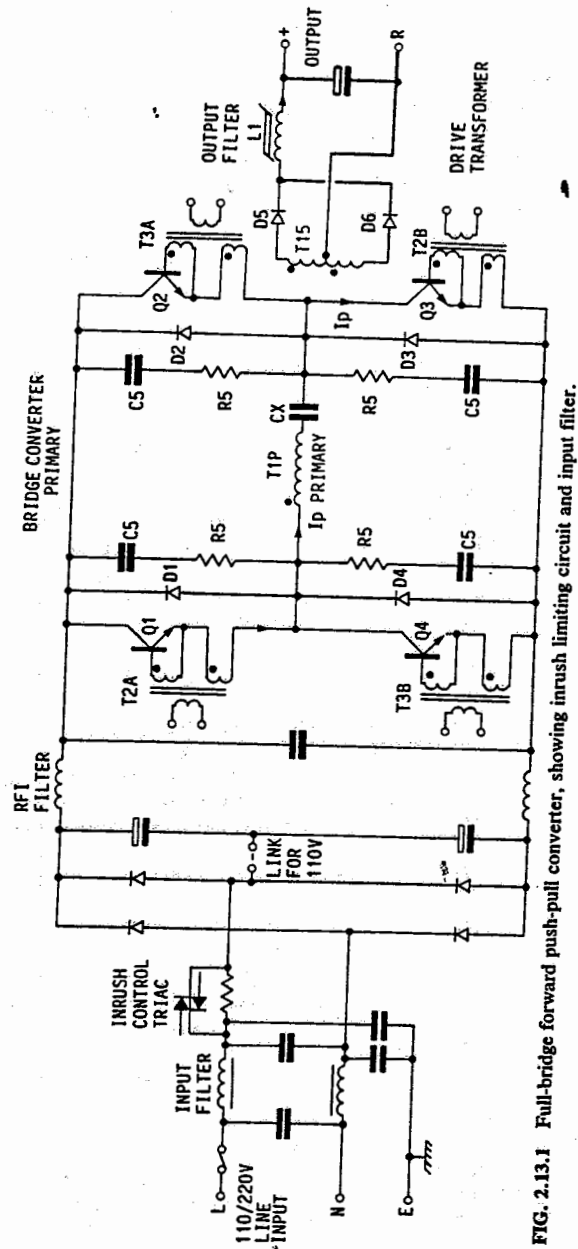 BRIDGE CONVERTER
PRIMARY
RFI
FILTER
INRUSH
CONTROL
TRIAC
INPUT
FILTER
L
110/220V
LINE
INPUT
N
E
LINK
FOR
110V
T2A
Q1
D1
C5
R5
T3B
Q4
D4
R5
C5
Ip PRIMARY
T1P
CX
C5
R5
D2
Q2
T3A
R5
C5
D3
Q3
T2B
Ip
DRIVE
TRANSFORMER
T15
D5
D6
OUTPUT
FILTER
L1
+
OUTPUT
R
FIG. 2.13.1 Full-bridge forward push-pull converter, showing inrush limiting circuit and input filter.